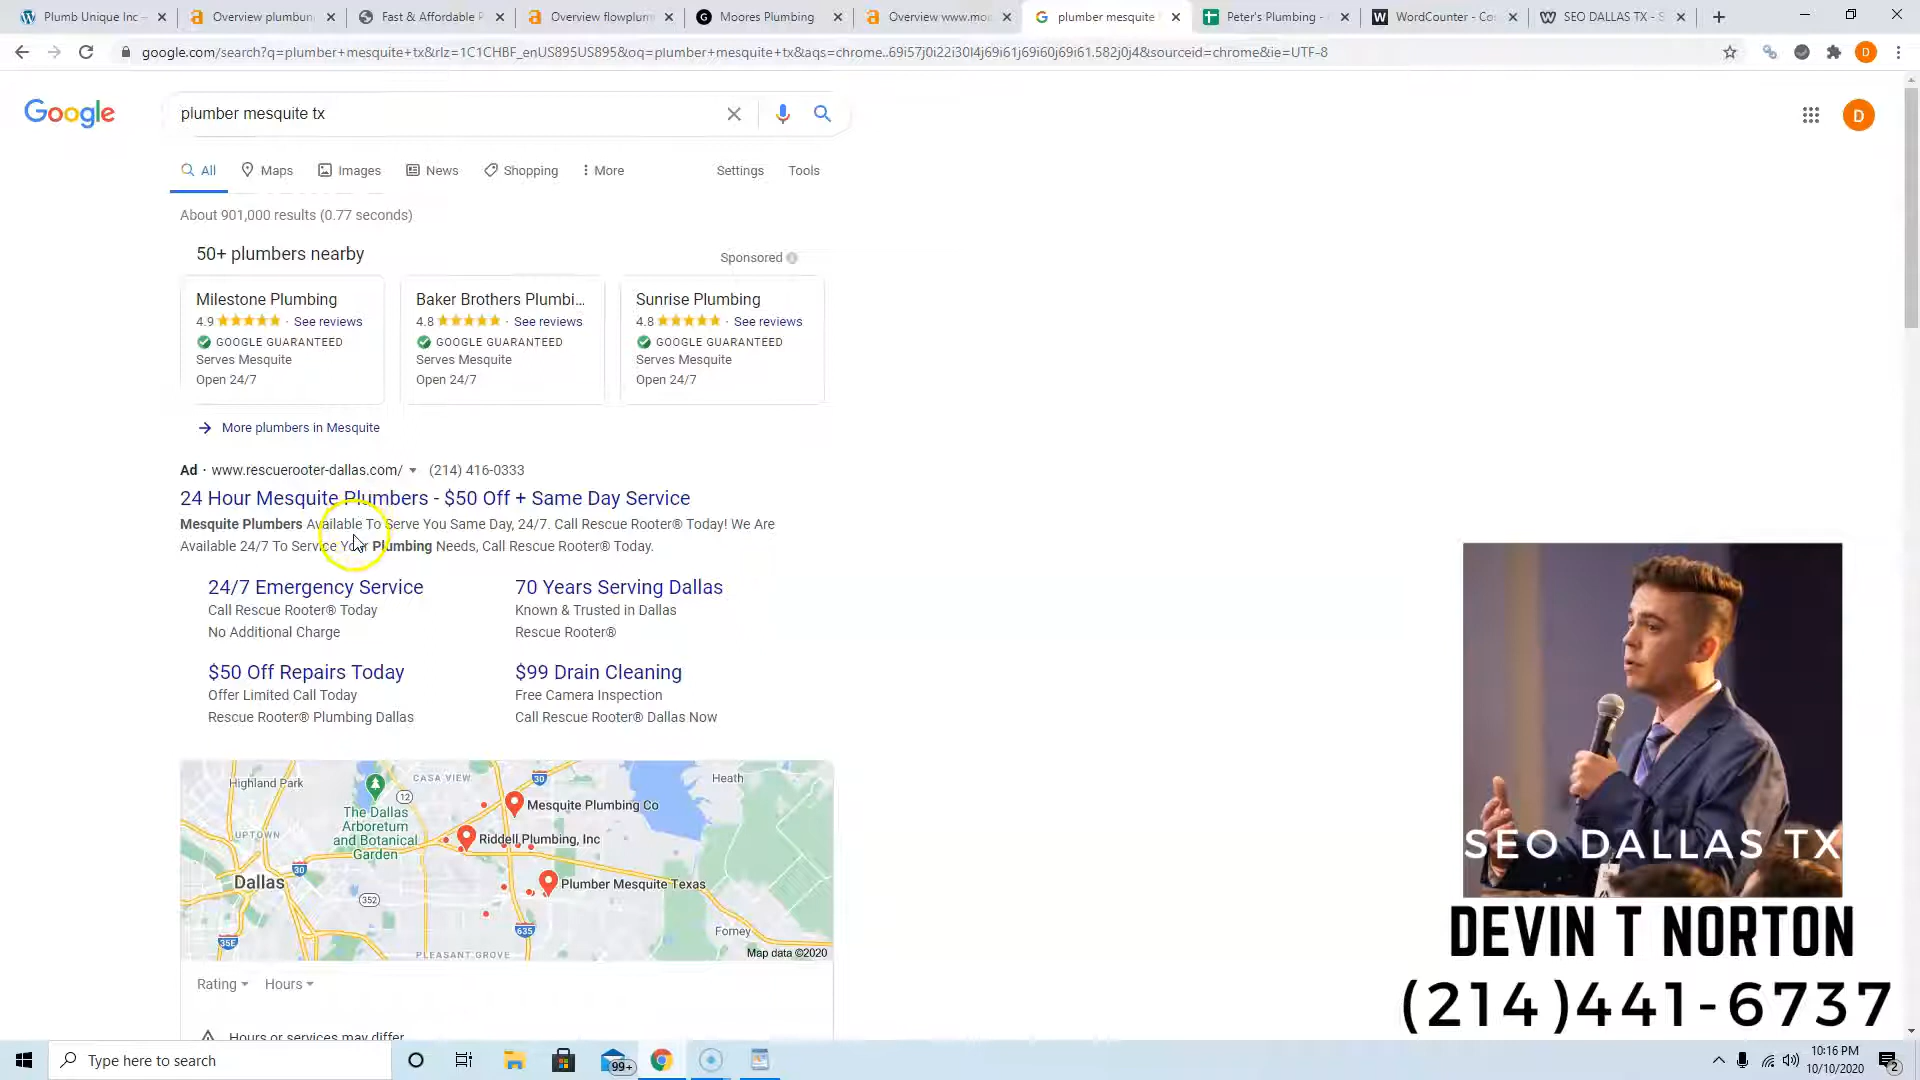 Plumb Unique Inc –
Overview plumbun
Fast & Affordable P
Overview flowplum
Moores Plumbing
Overview www.moo
plumber mesquite
Peter's Plumbing -
WordCounter - Co
SEO DALLAS TX - S
google.com/search?q=plumber+mesquite+tx&rlz=1C1CHBF_enUS895US895&oq=plumber+mesquite+tx&aqs=chrome..69i57j0i22i30l4j69i61j69i60j69i61.582j0j4&sourceid=chrome&ie=UTF-8
D
Google
plumber mesquite tx
D
All Maps Images News Shopping More Settings Tools
About 901,000 results (0.77 seconds)
50+ plumbers nearby
Sponsored
Milestone Plumbing
4.9 · See reviews
GOOGLE GUARANTEED
Serves Mesquite
Open 24/7
Baker Brothers Plumbi...
4.8 · See reviews
GOOGLE GUARANTEED
Serves Mesquite
Open 24/7
Sunrise Plumbing
4.8 · See reviews
GOOGLE GUARANTEED
Serves Mesquite
Open 24/7
More plumbers in Mesquite
Ad · www.rescuerooter-dallas.com/ (214) 416-0333
24 Hour Mesquite Plumbers - $50 Off + Same Day Service
Mesquite Plumbers Available To Serve You Same Day, 24/7. Call Rescue Rooter® Today! We Are
Available 24/7 To Service Your Plumbing Needs, Call Rescue Rooter® Today.
24/7 Emergency Service
Call Rescue Rooter® Today
No Additional Charge
70 Years Serving Dallas
Known & Trusted in Dallas
Rescue Rooter®
$50 Off Repairs Today
Offer Limited Call Today
Rescue Rooter® Plumbing Dallas
$99 Drain Cleaning
Free Camera Inspection
Call Rescue Rooter® Dallas Now
Highland Park
CASA VIEW
30
Heath
12
The Dallas
Arboretum
and Botanical
Garden
Mesquite Plumbing Co
UPTOWN
Riddell Plumbing, Inc
30
Dallas
Plumber Mesquite Texas
352
635
Forney
35E
PLEASANT GROVE
Map data ©2020
Rating Hours
Hours or services may differ
SEO DALLAS TX
DEVIN T NORTON
(214)441-6737
Type here to search
99+
10:16 PM
10/10/2020
2